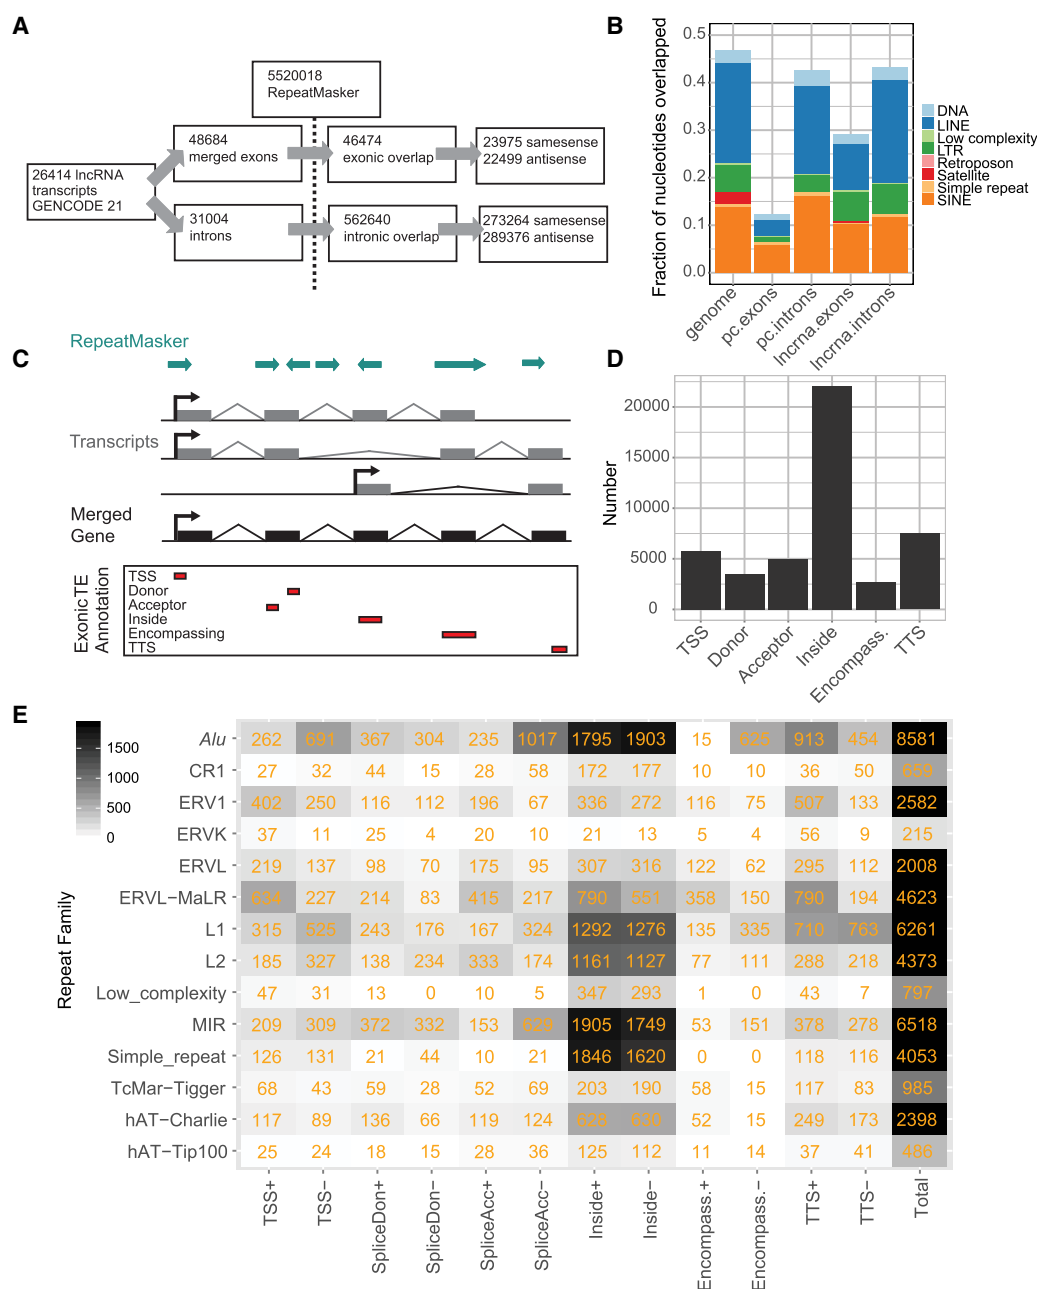 A
5520018
RepeatMasker
48684
merged exons
46474
exonic overlap
23975 samesense
22499 antisense
26414 lncRNA
transcripts
GENCODE 21
31004
introns
562640
intronic overlap
273264 samesense
289376 antisense
B
Fraction of nucleotides overlapped
0.5
0.4
0.3
0.2
0.1
0.0
genome
pc.exons
pc.introns
lncrna.exons
lncrna.introns
DNA
LINE
Low complexity
LTR
Retroposon
Satellite
Simple repeat
SINE
C
RepeatMasker
Transcripts
Merged
Gene
ExonicTE
Annotation
TSS
Donor
Acceptor
Inside
Encompassing
TTS
D
Number
20000
15000
10000
5000
0
TSS
Donor
Acceptor
Inside
Encompass.
TTS
E
1500
1000
500
0
Repeat Family
Alu 262 691 367 304 235 1017 1795 1903 15 625 913 454 8581
CR1 27 32 44 15 28 58 172 177 10 10 36 50 659
ERV1 402 250 116 112 196 67 336 272 116 75 507 133 2582
ERVK 37 11 25 4 20 10 21 13 5 4 56 9 215
ERVL 219 137 98 70 175 95 307 316 122 62 295 112 2008
ERVL−MaLR 634 227 214 83 415 217 790 551 358 150 790 194 4623
L1 315 525 243 176 167 324 1292 1276 135 335 710 763 6261
L2 185 327 138 234 333 174 1161 1127 77 111 288 218 4373
Low_complexity 47 31 13 0 10 5 347 293 1 0 43 7 797
MIR 209 309 372 332 153 629 1905 1749 53 151 378 278 6518
Simple_repeat 126 131 21 44 10 21 1846 1620 0 0 118 116 4053
TcMar−Tigger 68 43 59 28 52 69 203 190 58 15 117 83 985
hAT−Charlie 117 89 136 66 119 124 628 630 52 15 249 173 2398
hAT−Tip100 25 24 18 15 28 36 125 112 11 14 37 41 486
TSS+
TSS−
SpliceDon+
SpliceDon−
SpliceAcc+
SpliceAcc−
Inside+
Inside−
Encompass.+
Encompass.−
TTS+
TTS−
Total